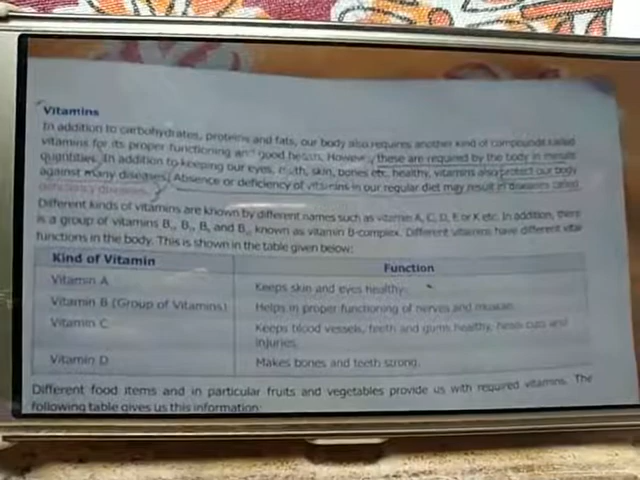 Vitamins
In addition to carbohydrates, proteins and fats, our body also requires another kind of compounds called
vitamins for its proper functioning and good health. However, these are required by the body in minute
quantities. In addition to keeping our eyes, teeth, skin, bones etc. healthy, vitamins also protect our body
against many diseases. Absence or deficiency of vitamins in our regular diet may result in diseases called
deficiency diseases.
Different kinds of vitamins are known by different names such as vitamin A, C, D, E or K etc. In addition, there
is a group of vitamins B, B, B and B, known as vitamin B-complex. Different vitamins have different vital
functions in the body. This is shown in the table given below:
Kind of Vitamin Function
Vitamin A Keeps skin and eyes healthy.
Vitamin B (Group of Vitamins) Helps in proper functioning of nerves and muscles.
Vitamin C Keeps blood vessels, teeth and gums healthy, heals cuts and
injuries.
Vitamin D Makes bones and teeth strong.
Different food items and in particular fruits and vegetables provide us with required vitamins. The
following table gives us this information: